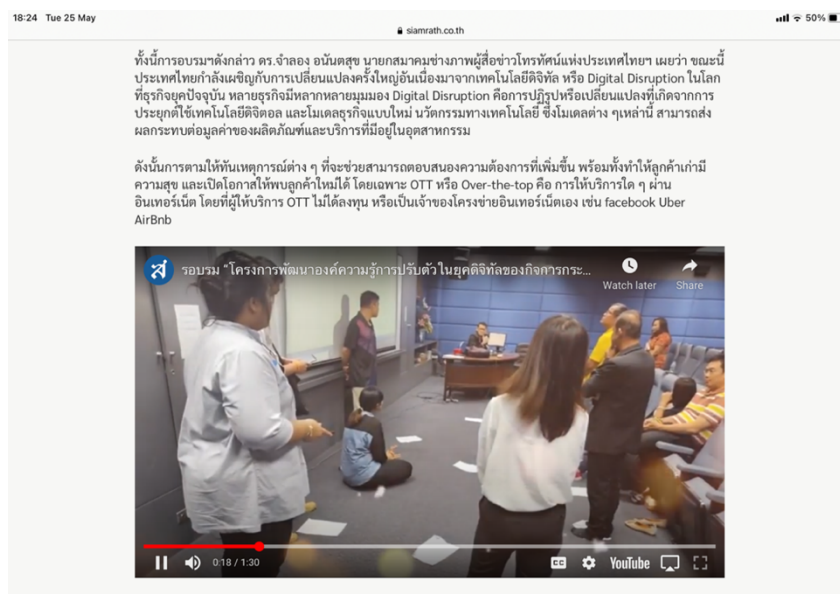 18:24 Tue 25 May
50%
siamrath.co.th
ทั้งนี้การอบรมฯดังกล่าว ดร.จำลอง อนันตสุข นายกสมาคมช่างภาพผู้สื่อข่าวโทรทัศน์แห่งประเทศไทยฯ เผยว่า ขณะนี้
ประเทศไทยกำลังเผชิญกับการเปลี่ยนแปลงครั้งใหญ่อันเนื่องมาจากเทคโนโลยีดิจิทัล หรือ Digital Disruption ในโลก
ที่ธุรกิจยุคปัจจุบัน หลายธุรกิจมีหลากหลายมุมมอง Digital Disruption คือการปฏิรูปหรือเปลี่ยนแปลงที่เกิดจากการ
ประยุกต์ใช้เทคโนโลยีดิจิตอล และโมเดลธุรกิจแบบใหม่ นวัตกรรมทางเทคโนโลยี ซึ่งโมเดลต่าง ๆเหล่านี้ สามารถส่ง
ผลกระทบต่อมูลค่าของผลิตภัณฑ์และบริการที่มีอยู่ในอุตสาหกรรม
ดังนั้นการตามให้ทันเหตุการณ์ต่าง ๆ ที่จะช่วยสามารถตอบสนองความต้องการที่เพิ่มขึ้น พร้อมทั้งทำให้ลูกค้าเก่ามี
ความสุข และเปิดโอกาสให้พบลูกค้าใหม่ได้ โดยเฉพาะ OTT หรือ Over-the-top คือ การให้บริการใด ๆ ผ่าน
อินเทอร์เน็ต โดยที่ผู้ให้บริการ OTT ไม่ได้ลงทุน หรือเป็นเจ้าของโครงข่ายอินเทอร์เน็ตเอง เช่น facebook Uber
AirBnb
รอบรม "โครงการพัฒนาองค์ความรู้การปรับตัวในยุคดิจิทัลของกิจการกระ...
Watch later Share
0:18 / 1:30
CC
YouTube